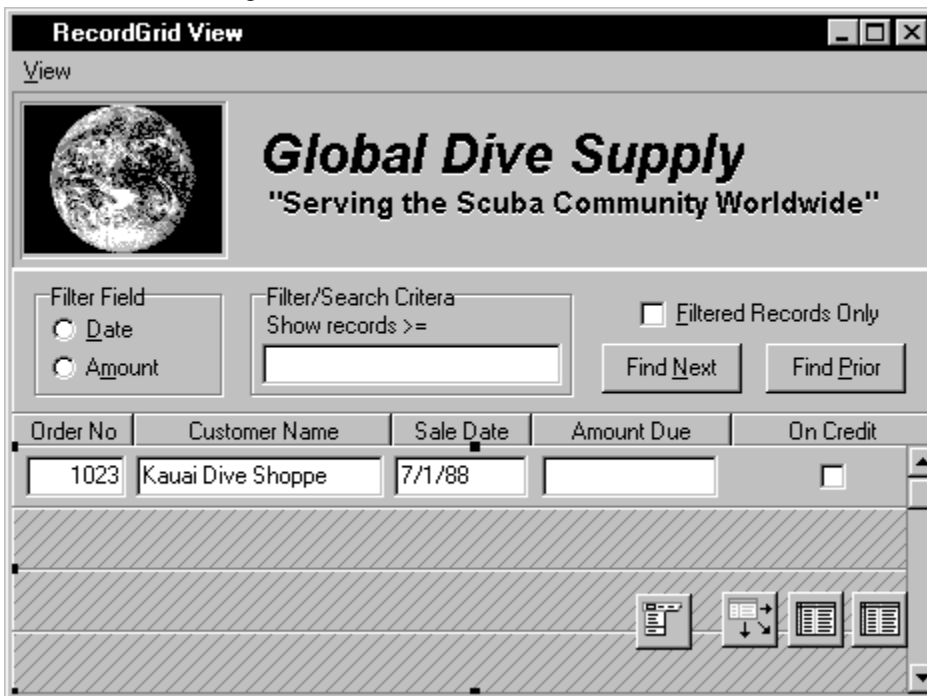 RecordGrid View
View
Global Dive Supply
"Serving the Scuba Community Worldwide"
Filter Field
Date
Amount
Filter/Search Critera
Show records >=
Filtered Records Only
Find Next Find Prior
Order No Customer Name Sale Date Amount Due On Credit
1023 Kauai Dive Shoppe 7/1/88